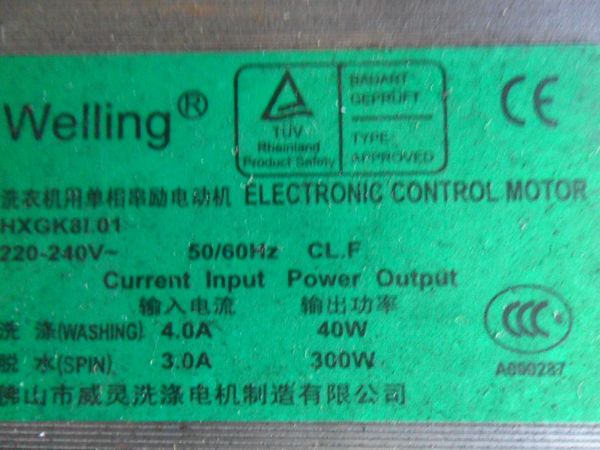 Welling®
TÜV
Rheinland
Product Safety
BAUART
GEPRÜFT
TYPE
APPROVED
CE
洗衣机用单相串励电动机 ELECTRONIC CONTROL MOTOR
HXGK8I.01
220-240V~ 50/60Hz CL.F
Current Input Power Output
输入电流 输出功率
洗 涤(WASHING) 4.0A 40W
脱 水(SPIN) 3.0A 300W
CCC
A090287
佛山市威灵洗涤电机制造有限公司